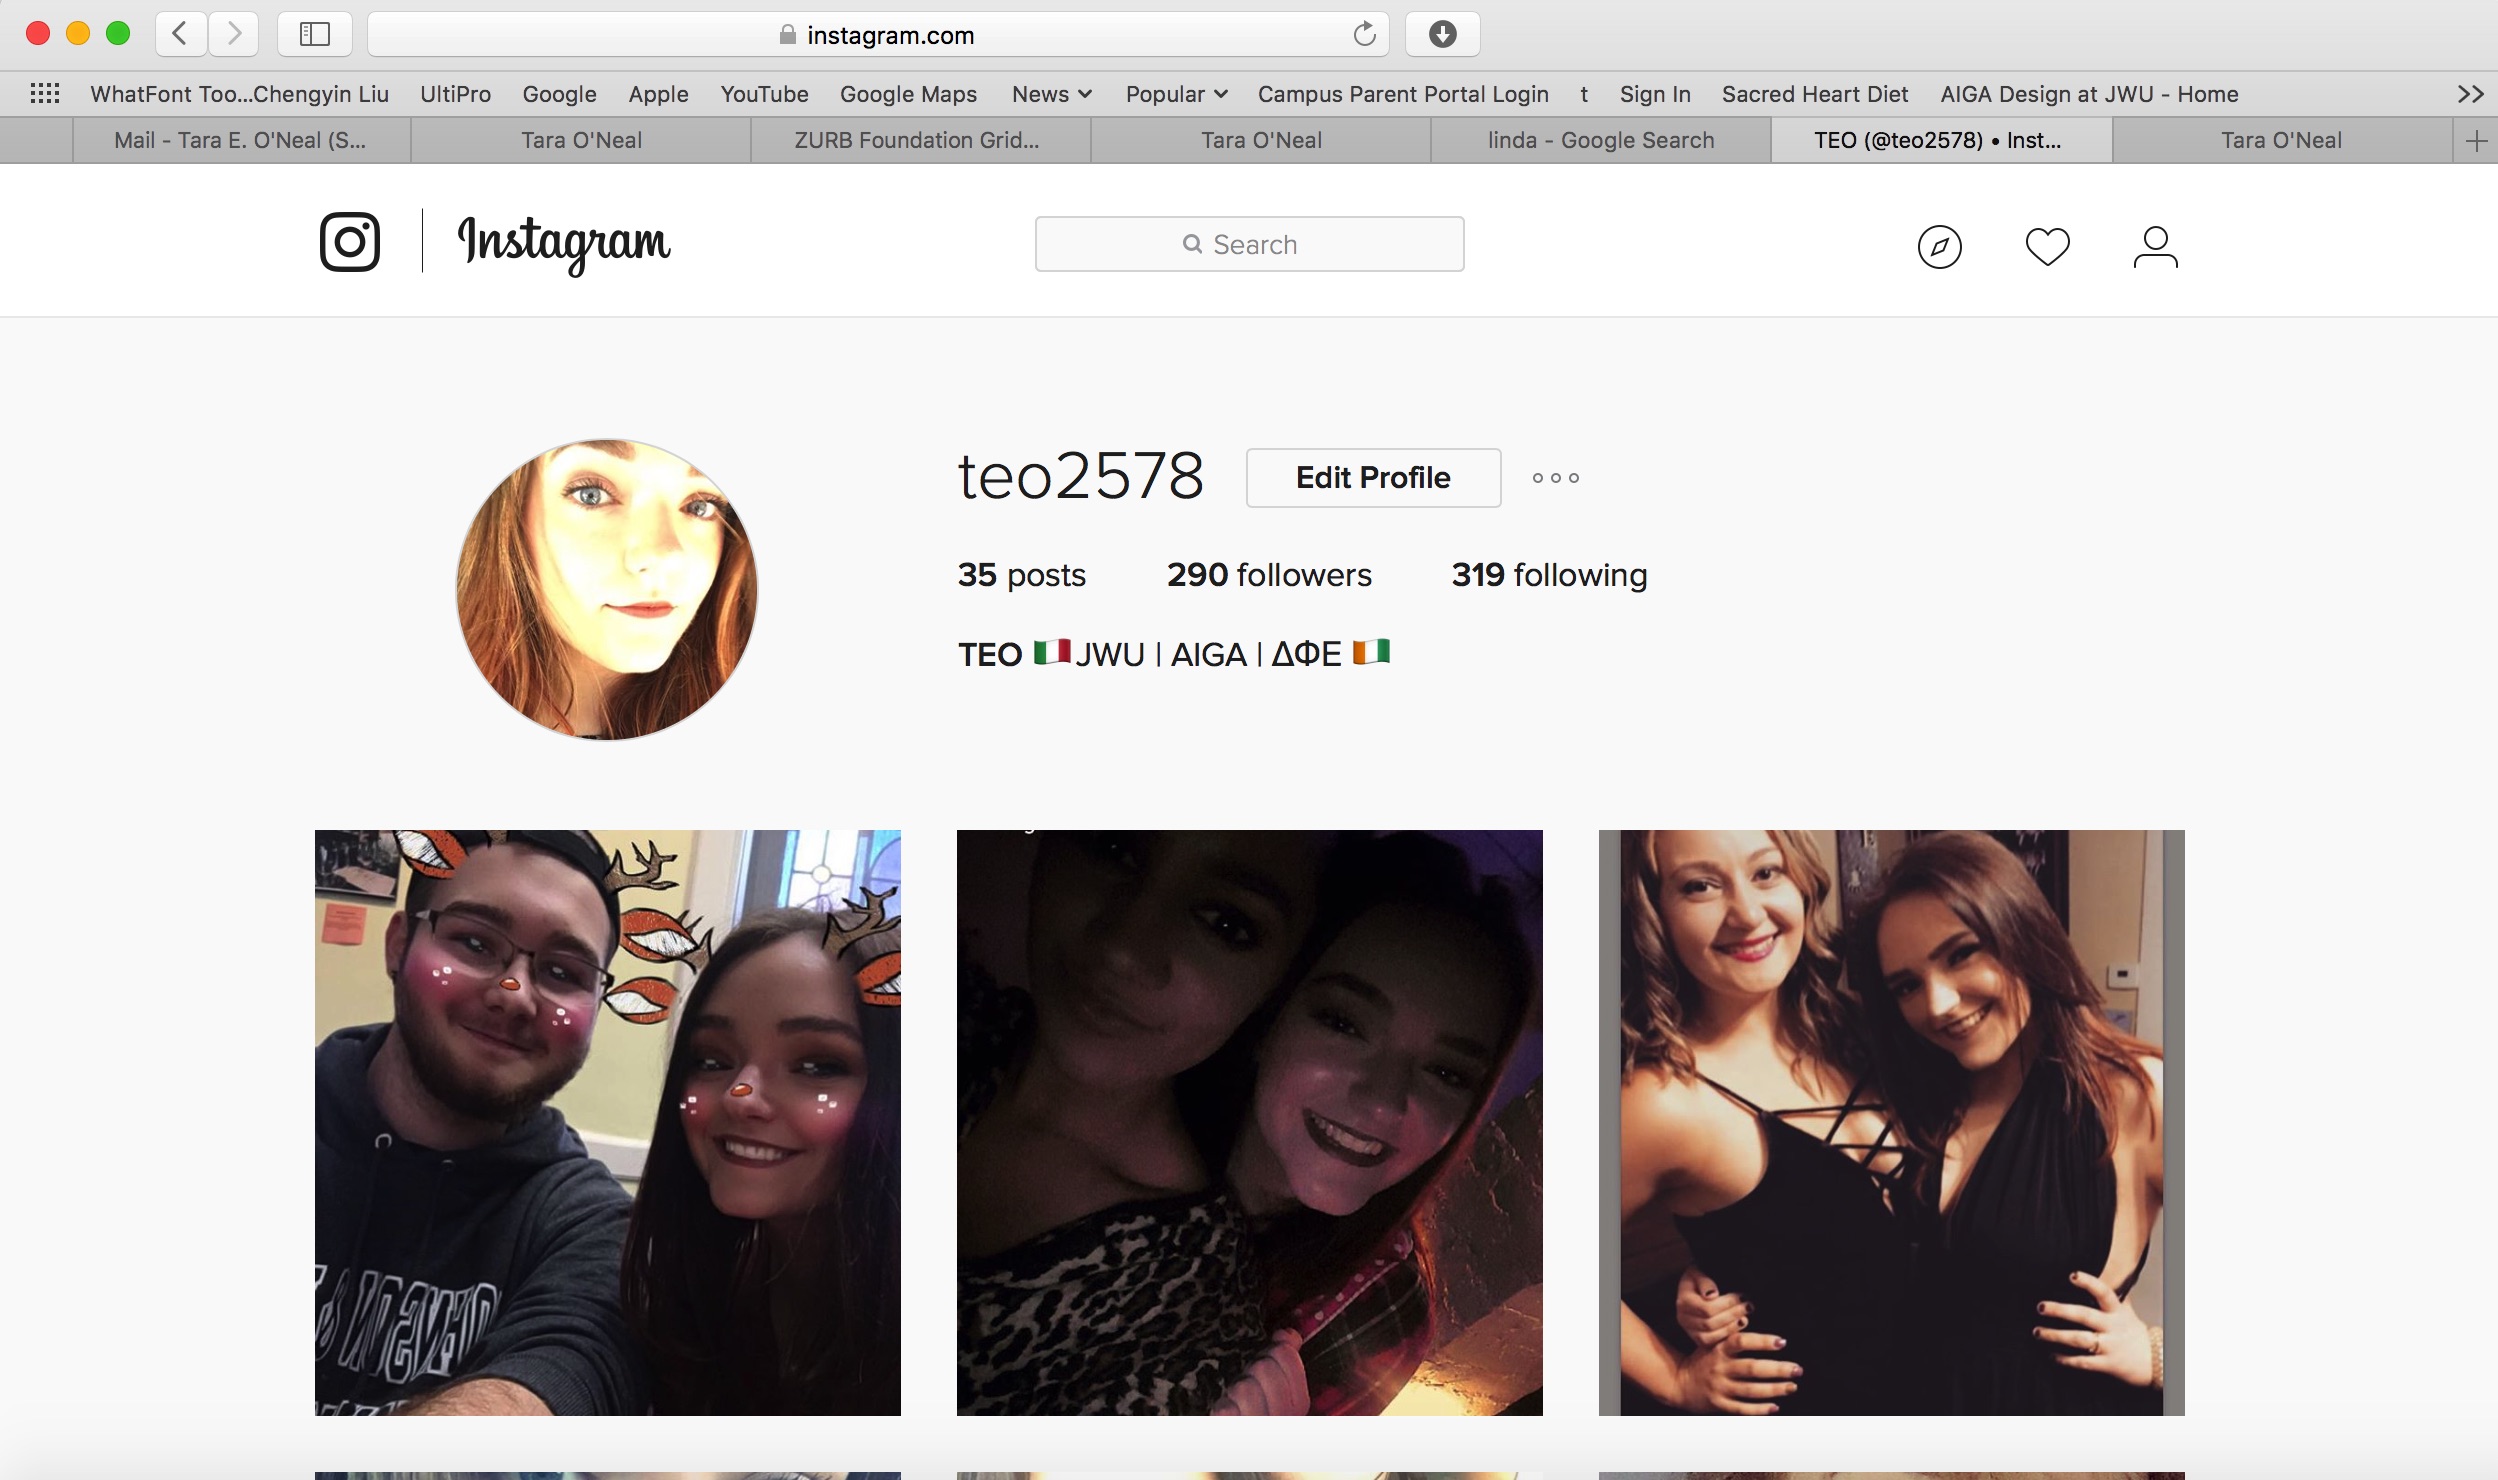 instagram.com
WhatFont Too...Chengyin Liu UltiPro Google Apple YouTube Google Maps News Popular Campus Parent Portal Login t Sign In Sacred Heart Diet AIGA Design at JWU - Home
Mail - Tara E. O'Neal (S... Tara O'Neal ZURB Foundation Grid... Tara O'Neal linda - Google Search TEO (@teo2578) • Inst... Tara O'Neal
Instagram Search
teo2578 Edit Profile
35 posts 290 followers 319 following
TEO 🇮🇹 JWU | AIGA | ΔΦE 🇮🇪